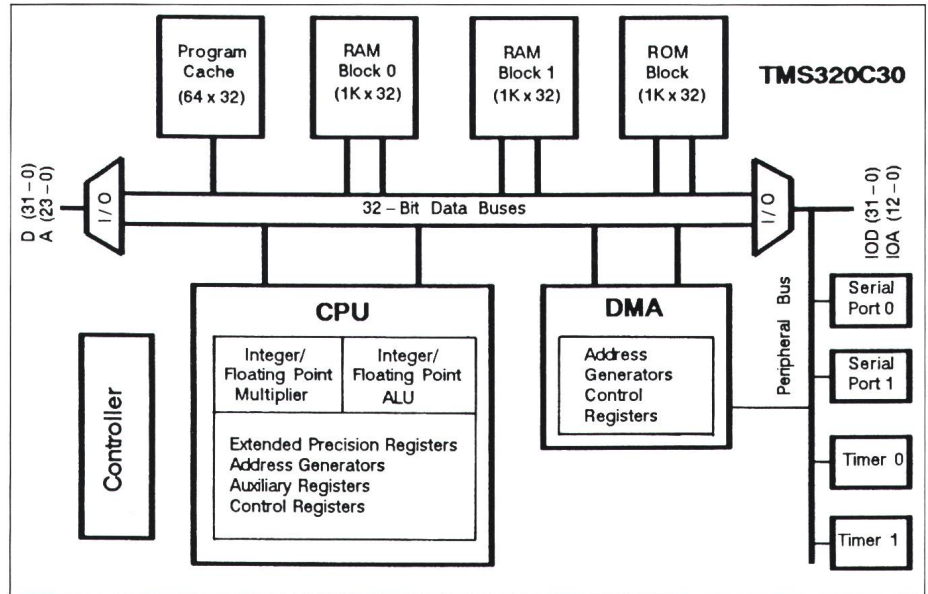 Program
Cache
(64 x 32)
RAM
Block 0
(1K x 32)
RAM
Block 1
(1K x 32)
ROM
Block
(1K x 32)
TMS320C30
D (31-0)
A (23-0)
I/O
32-Bit Data Buses
I/O
IOD (31-0)
IOA (12-0)
Peripheral Bus
Serial
Port 0
Serial
Port 1
Timer 0
Timer 1
Controller
CPU
Integer/
Floating Point
Multiplier
Integer/
Floating Point
ALU
Extended Precision Registers
Address Generators
Auxiliary Registers
Control Registers
DMA
Address
Generators
Control
Registers